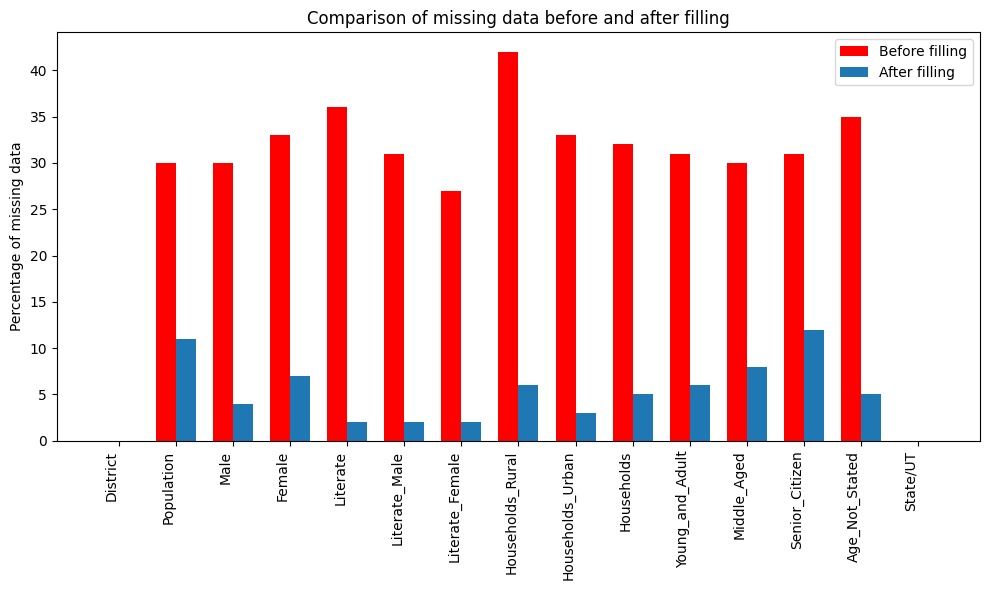 Comparison of missing data before and after filling
Before filling
After filling
Percentage of missing data
40
35
30
25
20
15
10
5
0
District
Population
Male
Female
Literate
Literate_Male
Literate_Female
Households_Rural
Households_Urban
Households
Young_and_Adult
Middle_Aged
Senior_Citizen
Age_Not_Stated
State/UT